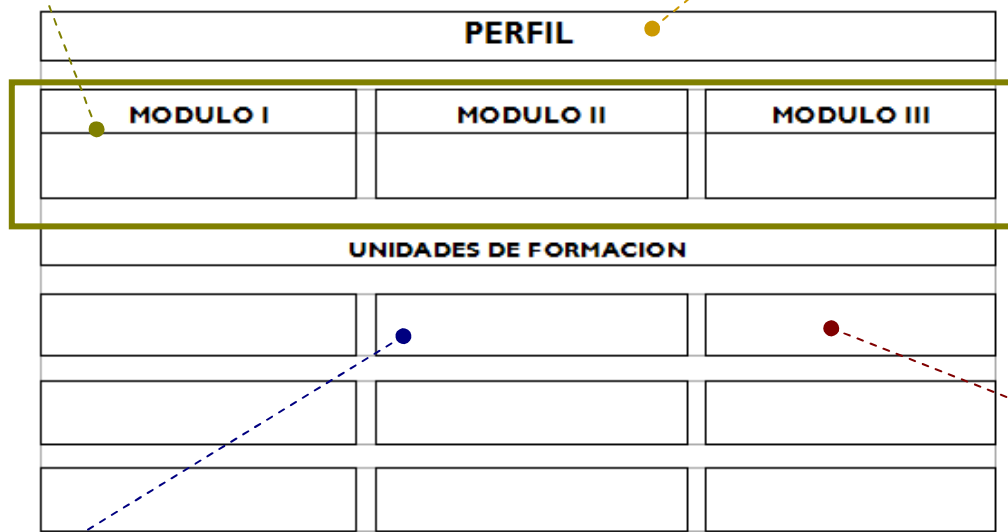 PERFIL
MODULO I
MODULO II
MODULO III
UNIDADES DE FORMACION